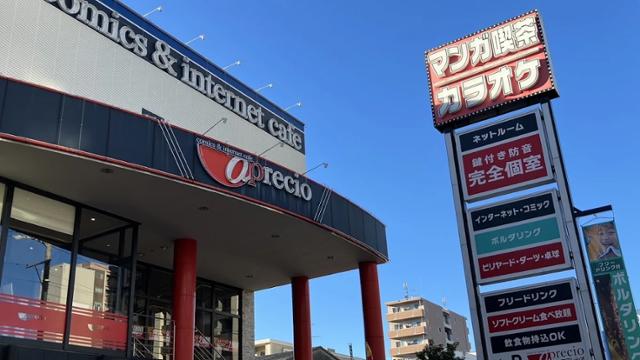 comics & internet cafe
comics & internet cafe
aprecio
マンガ喫茶
カラオケ
ネットルーム
鍵付き防音
完全個室
インターネット・コミック
ボルダリング
ビリヤード・ダーツ・卓球
フリードリンク
ソフトクリーム食べ放題
飲食物持込みOK
aprecio
ボルダリ